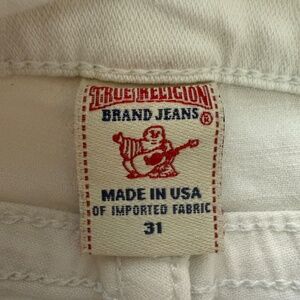 TRUE RELIGION
BRAND JEANS ®
MADE IN USA
OF IMPORTED FABRIC
31